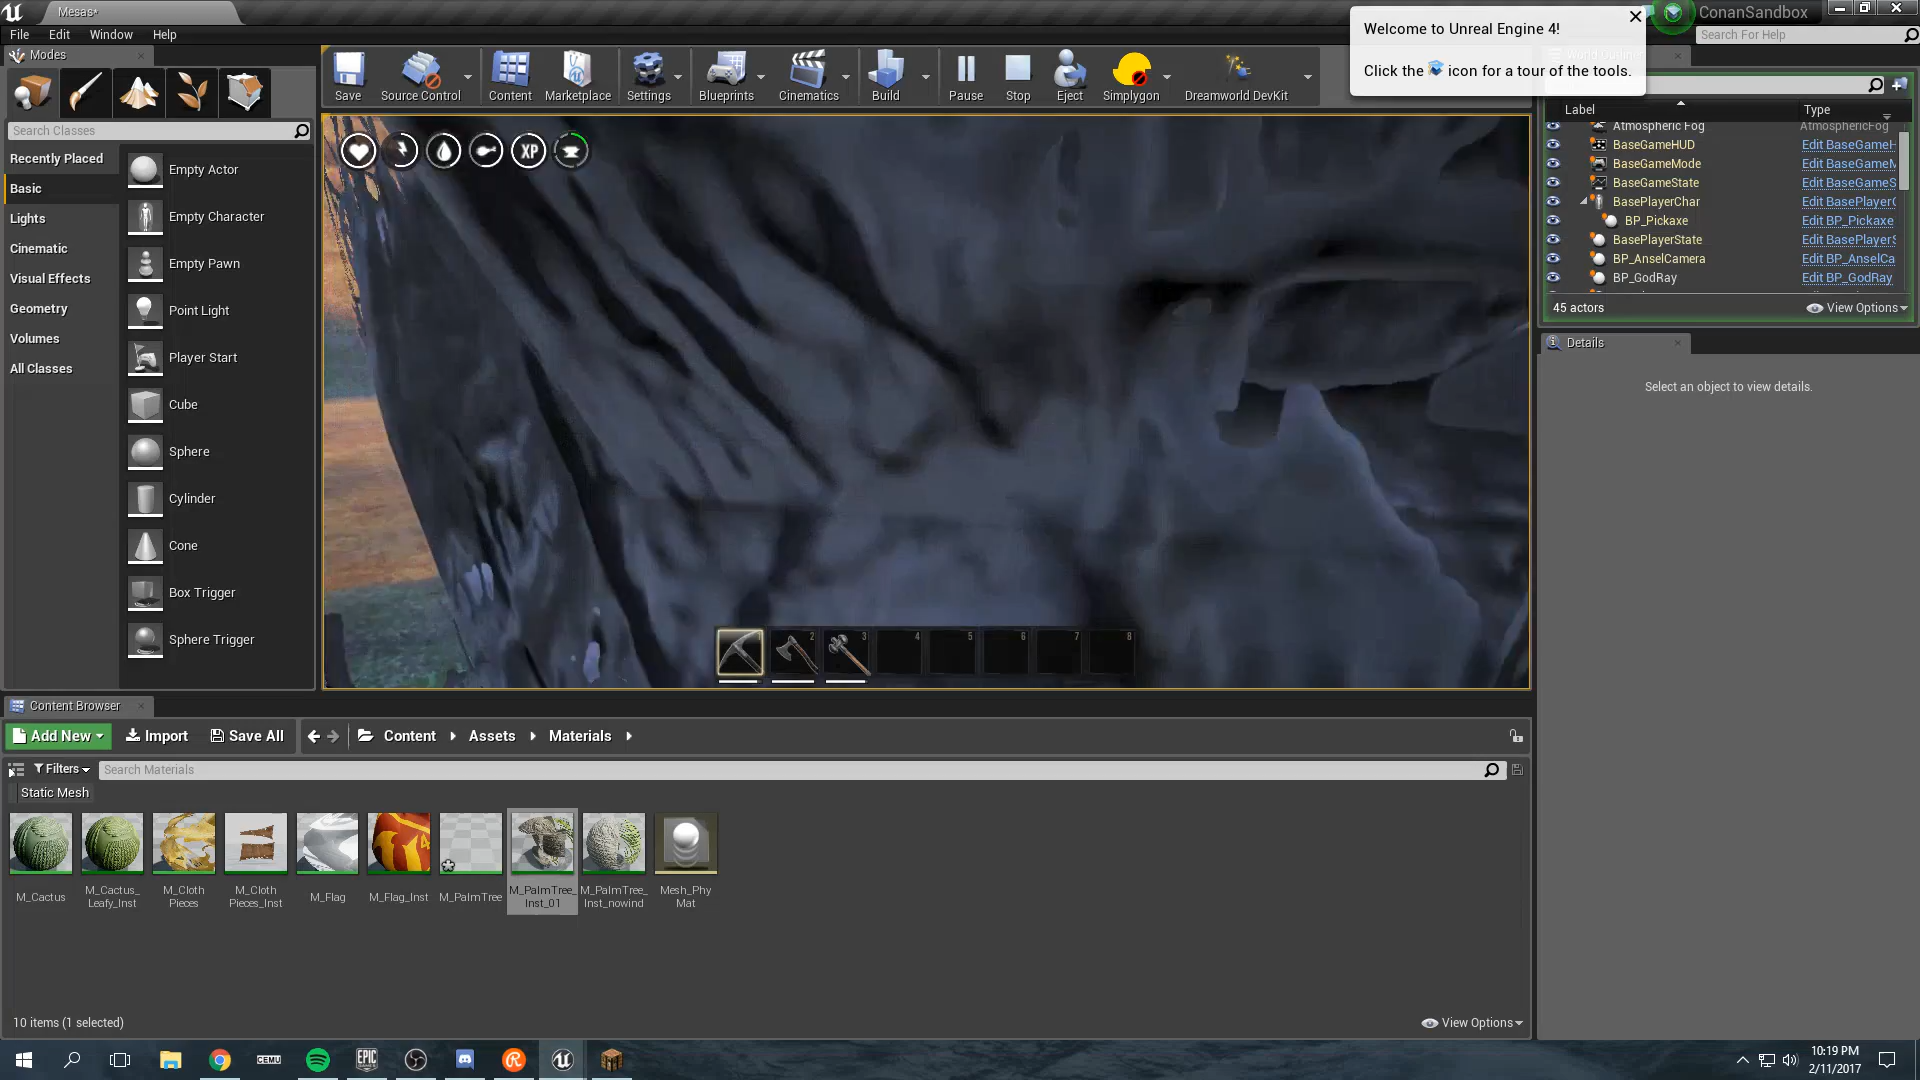 Mesas*
ConanSandbox
File Edit Window Help
Search For Help
Welcome to Unreal Engine 4!
Click the icon for a tour of the tools.
Modes
Search Classes
Recently Placed
Basic
Lights
Cinematic
Visual Effects
Geometry
Volumes
All Classes
Empty Actor
Empty Character
Empty Pawn
Point Light
Player Start
Cube
Sphere
Cylinder
Cone
Box Trigger
Sphere Trigger
Save Source Control Content Marketplace Settings Blueprints Cinematics Build Pause Stop Eject Simplygon Dreamworld DevKit
XP
1 2 3 4 5 6 7 8
Label Type
Atmospheric Fog AtmosphericFog
BaseGameHUD Edit BaseGameH
BaseGameMode Edit BaseGameM
BaseGameState Edit BaseGameS
BasePlayerChar Edit BasePlayerC
BP_Pickaxe Edit BP_Pickaxe
BasePlayerState Edit BasePlayerS
BP_AnselCamera Edit BP_AnselCa
BP_GodRay Edit BP_GodRay
45 actors View Options
Details
Select an object to view details.
Content Browser
Add New Import Save All Content Assets Materials
Filters Search Materials
Static Mesh
M_Cactus
M_Cactus_
Leafy_Inst
M_Cloth
Pieces
M_Cloth
Pieces_Inst
M_Flag
M_Flag_Inst
M_PalmTree
M_PalmTree_
Inst_01
M_PalmTree_
Inst_nowind
Mesh_Phy
Mat
10 items (1 selected) View Options
CEMU
EPIC
GAMES
10:19 PM
2/11/2017